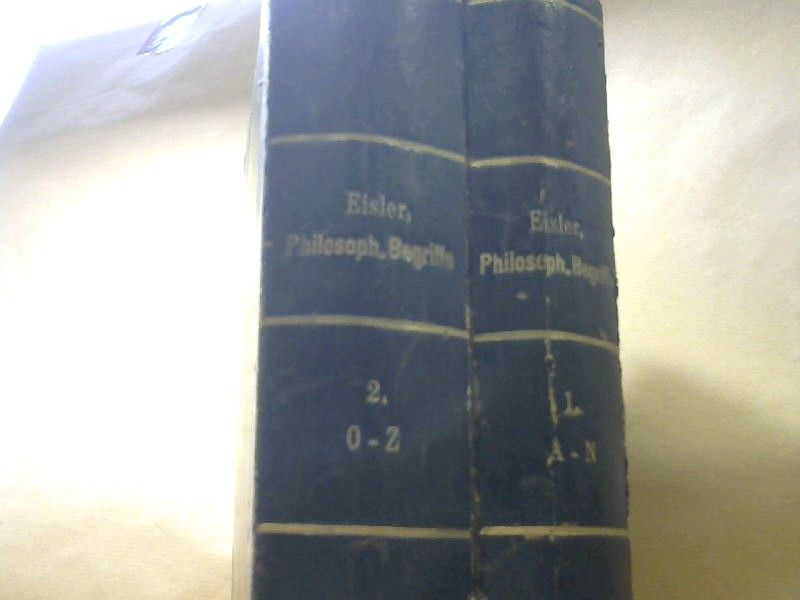 Eisler,
Philosoph. Begriffe
2.
O - Z
Eisler,
Philosoph. Begriffe
1.
A - N